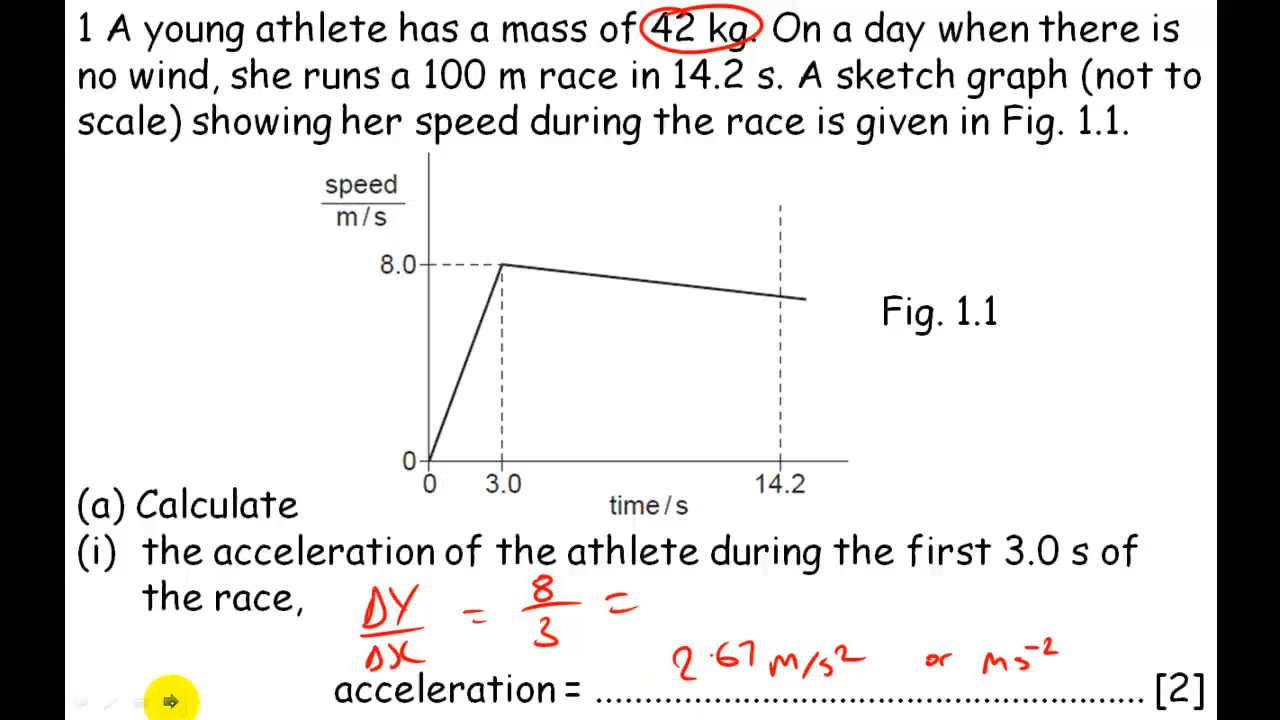 1 A young athlete has a mass of 42 kg. On a day when there is
no wind, she runs a 100 m race in 14.2 s. A sketch graph (not to
scale) showing her speed during the race is given in Fig. 1.1.
speed
m/s
8.0
Fig. 1.1
0
0 3.0 14.2
time/s
(a) Calculate
(i) the acceleration of the athlete during the first 3.0 s of
the race,
ΔY/ΔX = 8/3 =
2.67 m/s² or ms⁻²
acceleration = ...................................................... [2]